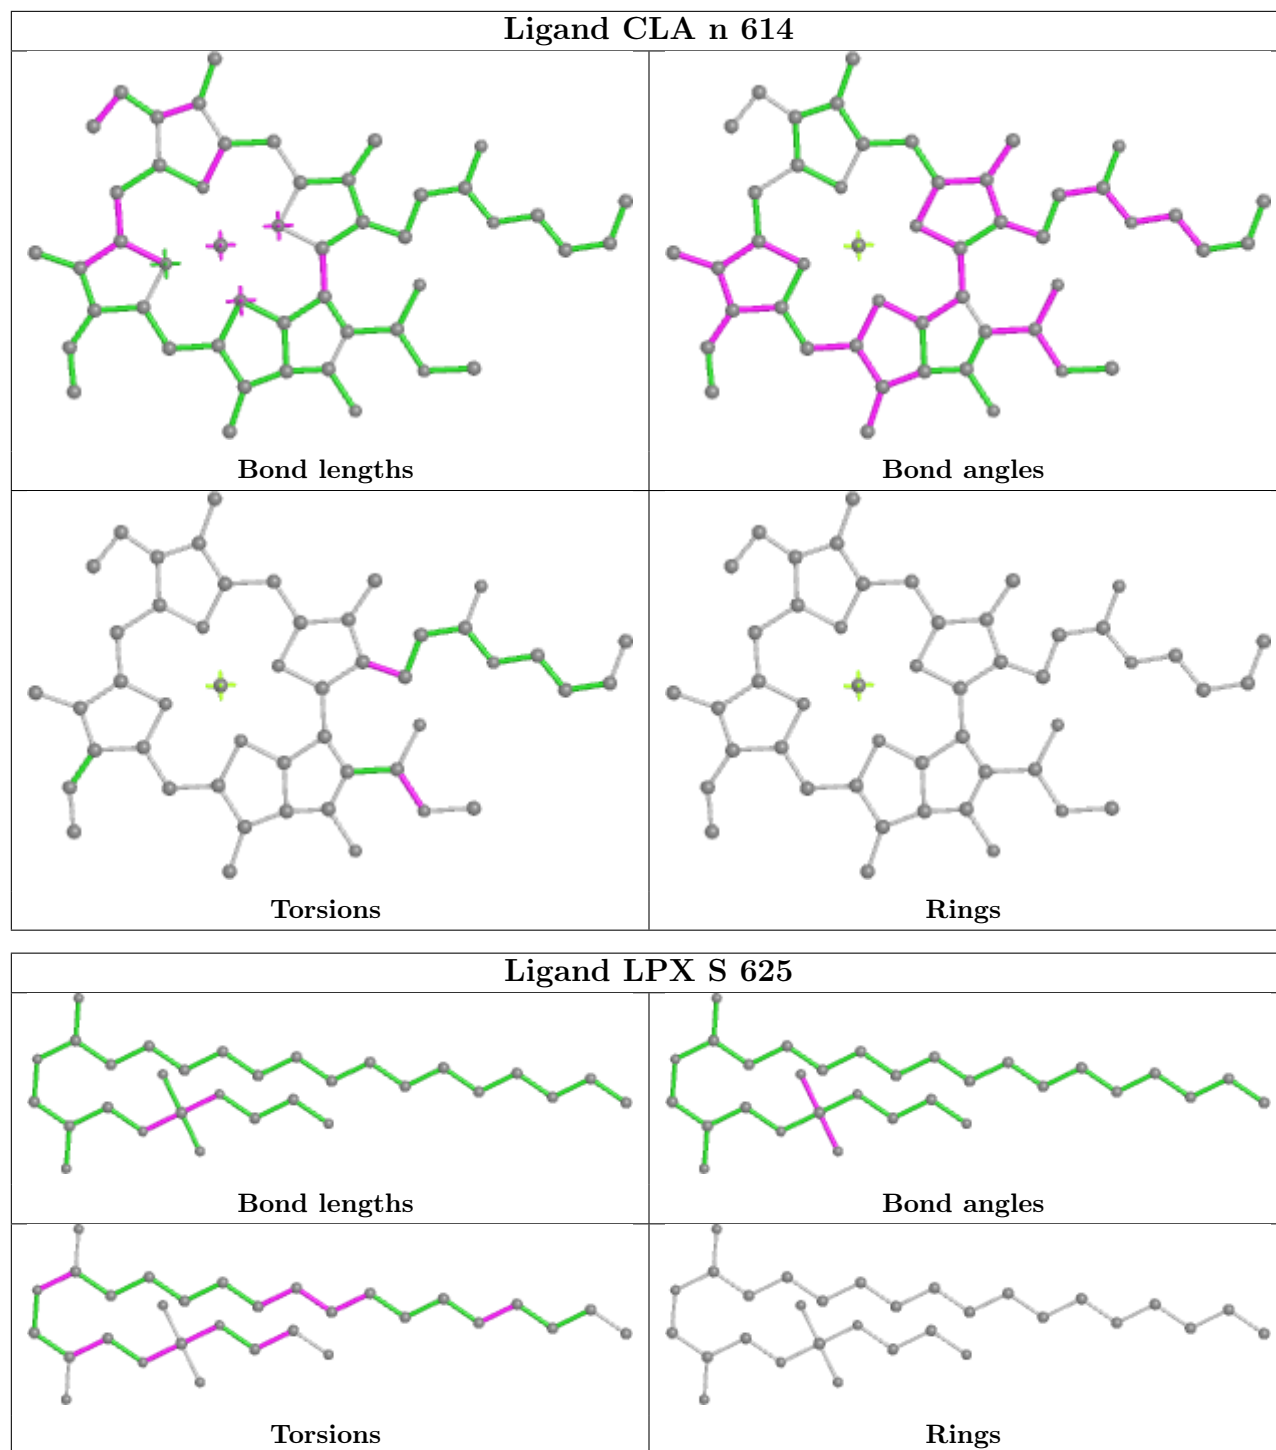 Ligand CLA n 614
Bond lengths
Bond angles
Torsions
Rings
Ligand LPX S 625
Bond lengths
Bond angles
Torsions
Rings